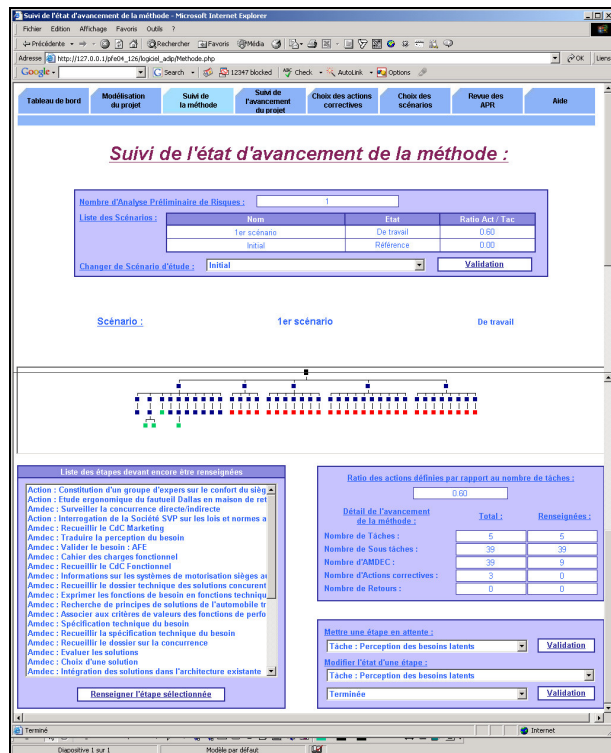 Suivi de l'état d'avancement de la méthode - Microsoft Internet Explorer
Fichier Edition Affichage Favoris Outils ?
Précédente Rechercher Favoris Média
Adresse http://127.0.0.1/pfe04_126/logiciel_adip/Methode.php OK Liens
Google Search 12347 blocked Check AutoLink Options
Tableau de bord
Modélisation du projet
Suivi de la méthode
Suivi de l'avancement du projet
Choix des actions correctives
Choix des scénarios
Revue des APR
Aide
Suivi de l'état d'avancement de la méthode :
Nombre d'Analyse Préliminaire de Risques : 1
Liste des Scénarios : Nom Etat Ratio Act / Tac
1er scénario De travail 0.60
Initial Référence 0.00
Changer de Scénario d'étude : Initial Validation
Scénario : 1er scénario De travail
Liste des étapes devant encore être renseignées
Action : Constitution d'un groupe d'expers sur le confort du sièg
Action : Etude ergonomique du fautueil Dallas en maison de ret
Amdec : Surveiller la concurrence directe/indirecte
Action : Interrogation de la Société SVP sur les lois et normes a
Amdec : Recueillir le CdC Marketing
Amdec : Traduire la perception du besoin
Amdec : Valider le besoin : AFE
Amdec : Cahier des charges fonctionnel
Amdec : Recueillir le CdC Fonctionnel
Amdec : Informations sur les systèmes de motorisation sièges a
Amdec : Recueillir le dossier technique des solutions concurrent
Amdec : Exprimer les fonctions de besoin en fonctions techniqu
Amdec : Recherche de principes de solutions de l'automobile tr
Amdec : Associer aux critères de valeurs des fonctions de perfo
Amdec : Spécification technique du besoin
Amdec : Recueillir la spécification technique du besoin
Amdec : Recueillir le dossier sur la concurrence
Amdec : Evaluer les solutions
Amdec : Choix d'une solution
Amdec : Intégration des solutions dans l'architecture existante
Renseigner l'étape sélectionnée
Ratio des actions définies par rapport au nombre de tâches :
0.60
Détail de l'avancement de la méthode : Total : Renseignées :
Nombre de Tâches 5 5
Nombre de Sous tâches : 39 39
Nombre d'AMDEC : 39 9
Nombre d'Actions correctives : 3 0
Nombre de Retours : 0 0
Mettre une étape en attente :
Tâche : Perception des besoins latents Validation
Modifier l'état d'une étape :
Tâche : Perception des besoins latents
Terminée Validation
Terminé Internet
Diapositive 1 sur 1 Modèle par défaut